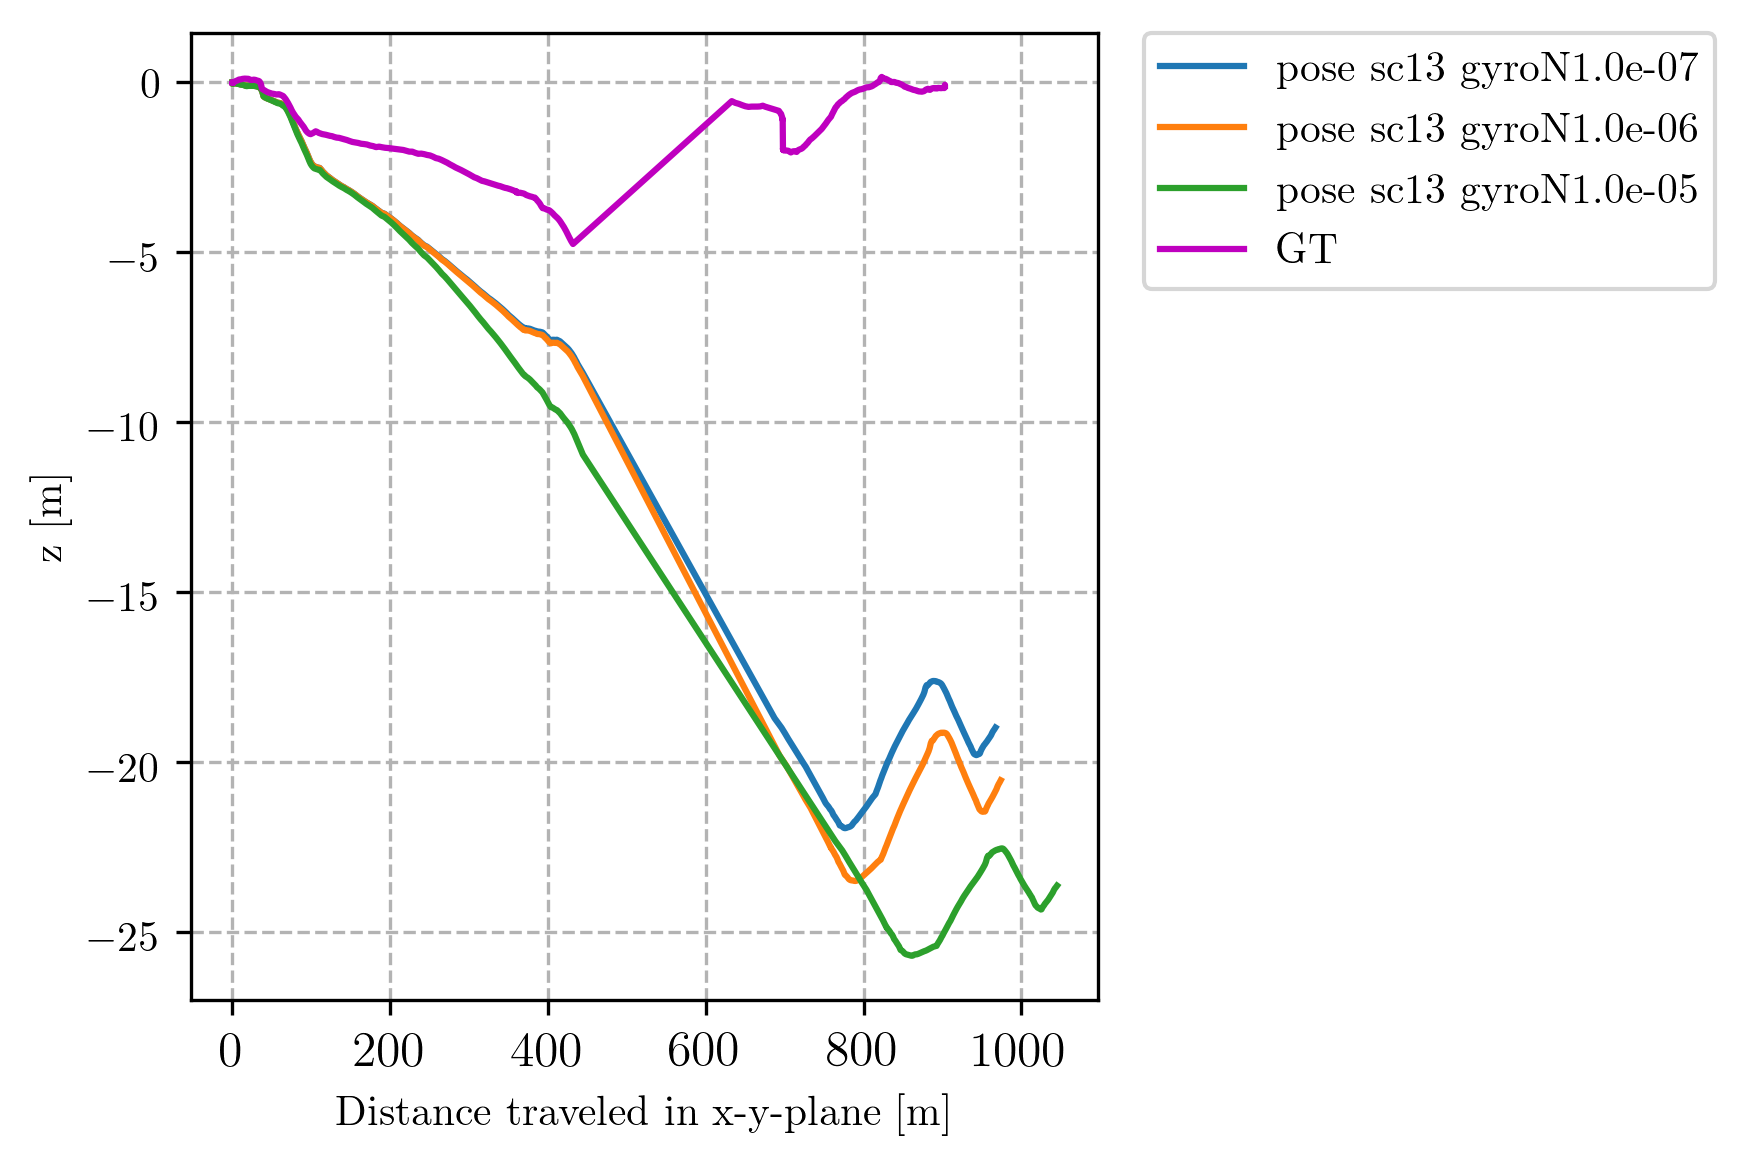 pose sc13 gyroN1.0e-07
pose sc13 gyroN1.0e-06
pose sc13 gyroN1.0e-05
GT
0
−5
−10
−15
−20
−25
z [m]
0 200 400 600 800 1000
Distance traveled in x-y-plane [m]